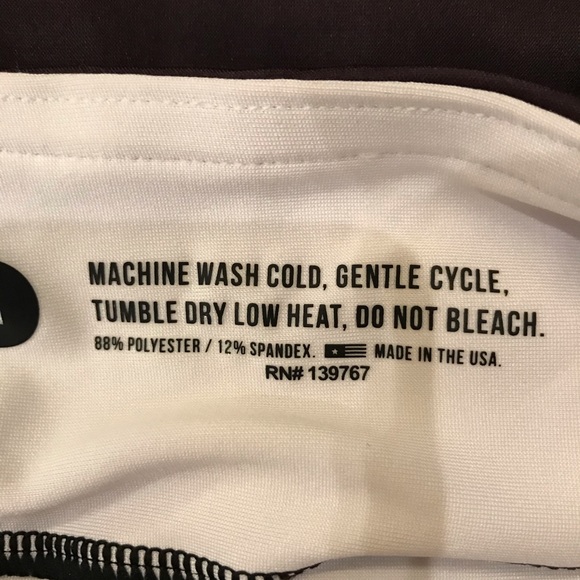 MACHINE WASH COLD, GENTLE CYCLE,
TUMBLE DRY LOW HEAT, DO NOT BLEACH.
88% POLYESTER / 12% SPANDEX. MADE IN THE USA.
RN# 139767